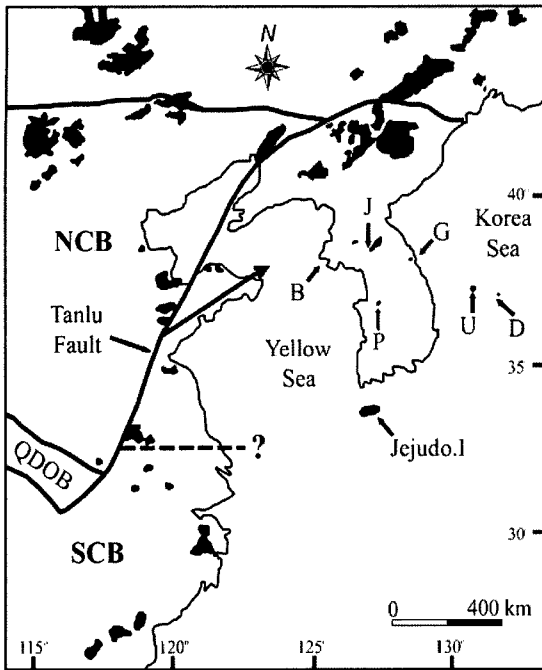 N
40°
J
G
Korea
Sea
NCB
B
U
D
Tanlu
Fault
P
Yellow
Sea
35
Jejudo.I
QDOB
?
SCB
30
0
400 km
115°
120°
125
130